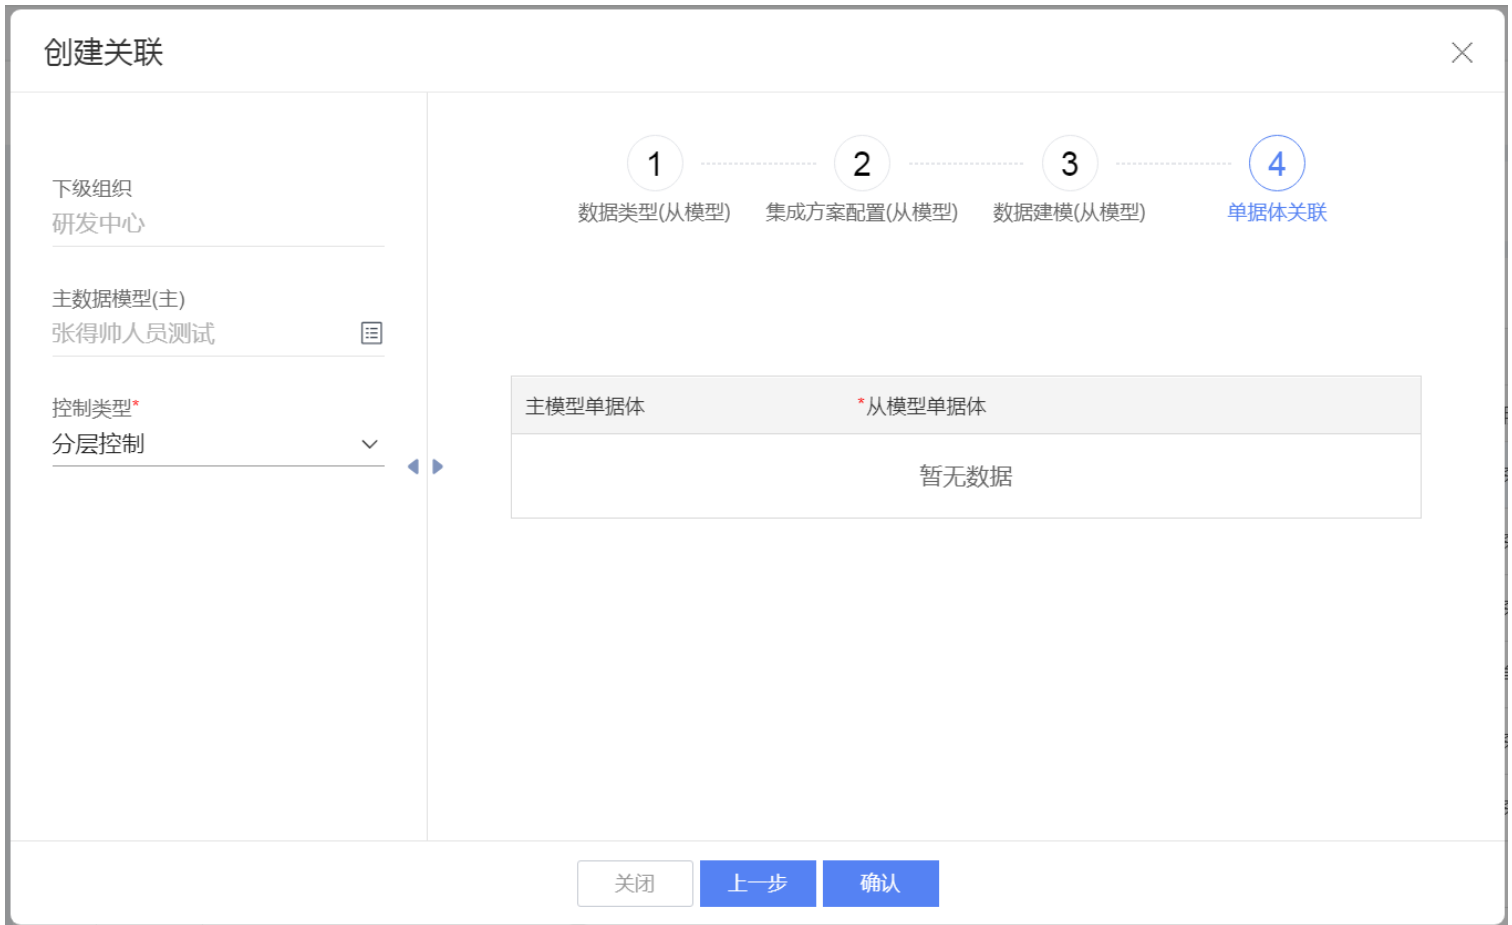 创建关联
下级组织
研发中心
主数据模型(主)
张得帅人员测试
控制类型*
分层控制
1
2
3
4
数据类型(从模型)
集成方案配置(从模型)
数据建模(从模型)
单据体关联
主模型单据体
*从模型单据体
暂无数据
关闭
上一步
确认